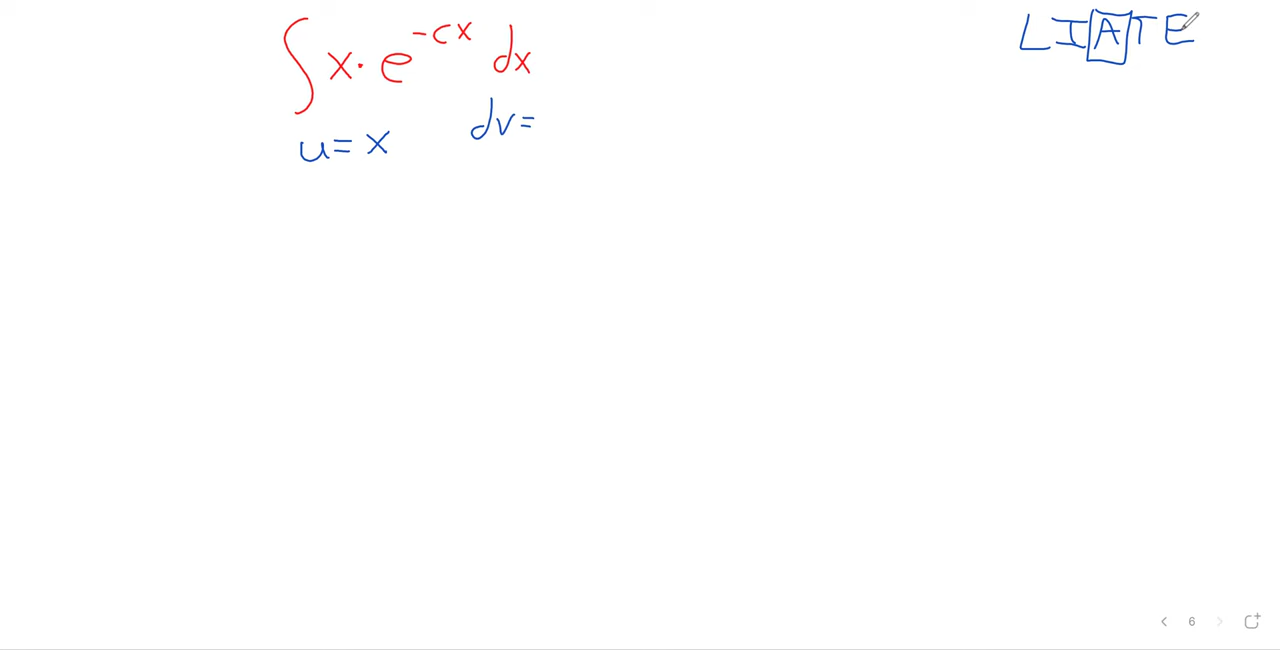 ∫ x · e^{-cx} dx
LIATE
u = x
dv =
6